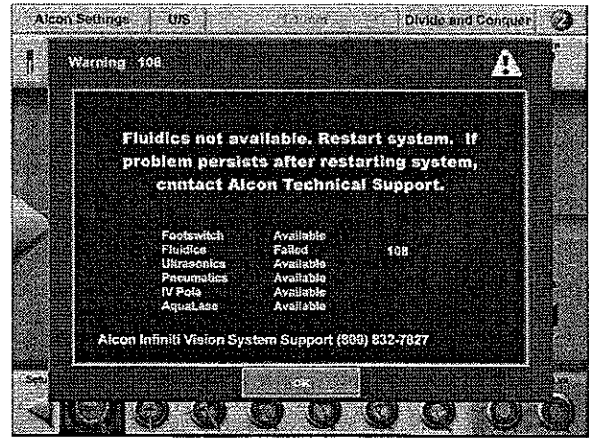 Alcon Settings U/S Divide and Conquer 2
Warning 108
Fluidics not available. Restart system. If
problem persists after restarting system,
cnntact Alcon Technical Support.
Footswitch Available
Fluidics Failed 108
Ultrasonics Available
Pneumatics Available
IV Pole Available
AquaLase Available
Alcon Infiniti Vision System Support (800) 832-7827
OK